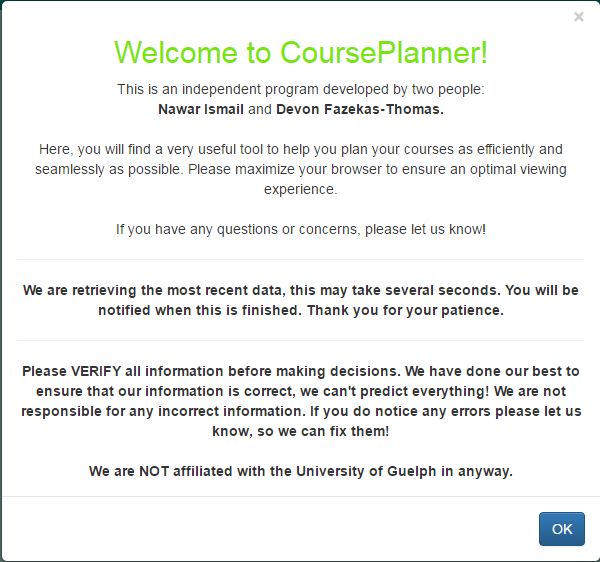 ×
Welcome to CoursePlanner!
This is an independent program developed by two people:
Nawar Ismail and Devon Fazekas-Thomas.
Here, you will find a very useful tool to help you plan your courses as efficiently and
seamlessly as possible. Please maximize your browser to ensure an optimal viewing
experience.
If you have any questions or concerns, please let us know!
We are retrieving the most recent data, this may take several seconds. You will be
notified when this is finished. Thank you for your patience.
Please VERIFY all information before making decisions. We have done our best to
ensure that our information is correct, we can't predict everything! We are not
responsible for any incorrect information. If you do notice any errors please let us
know, so we can fix them!
We are NOT affiliated with the University of Guelph in anyway.
OK